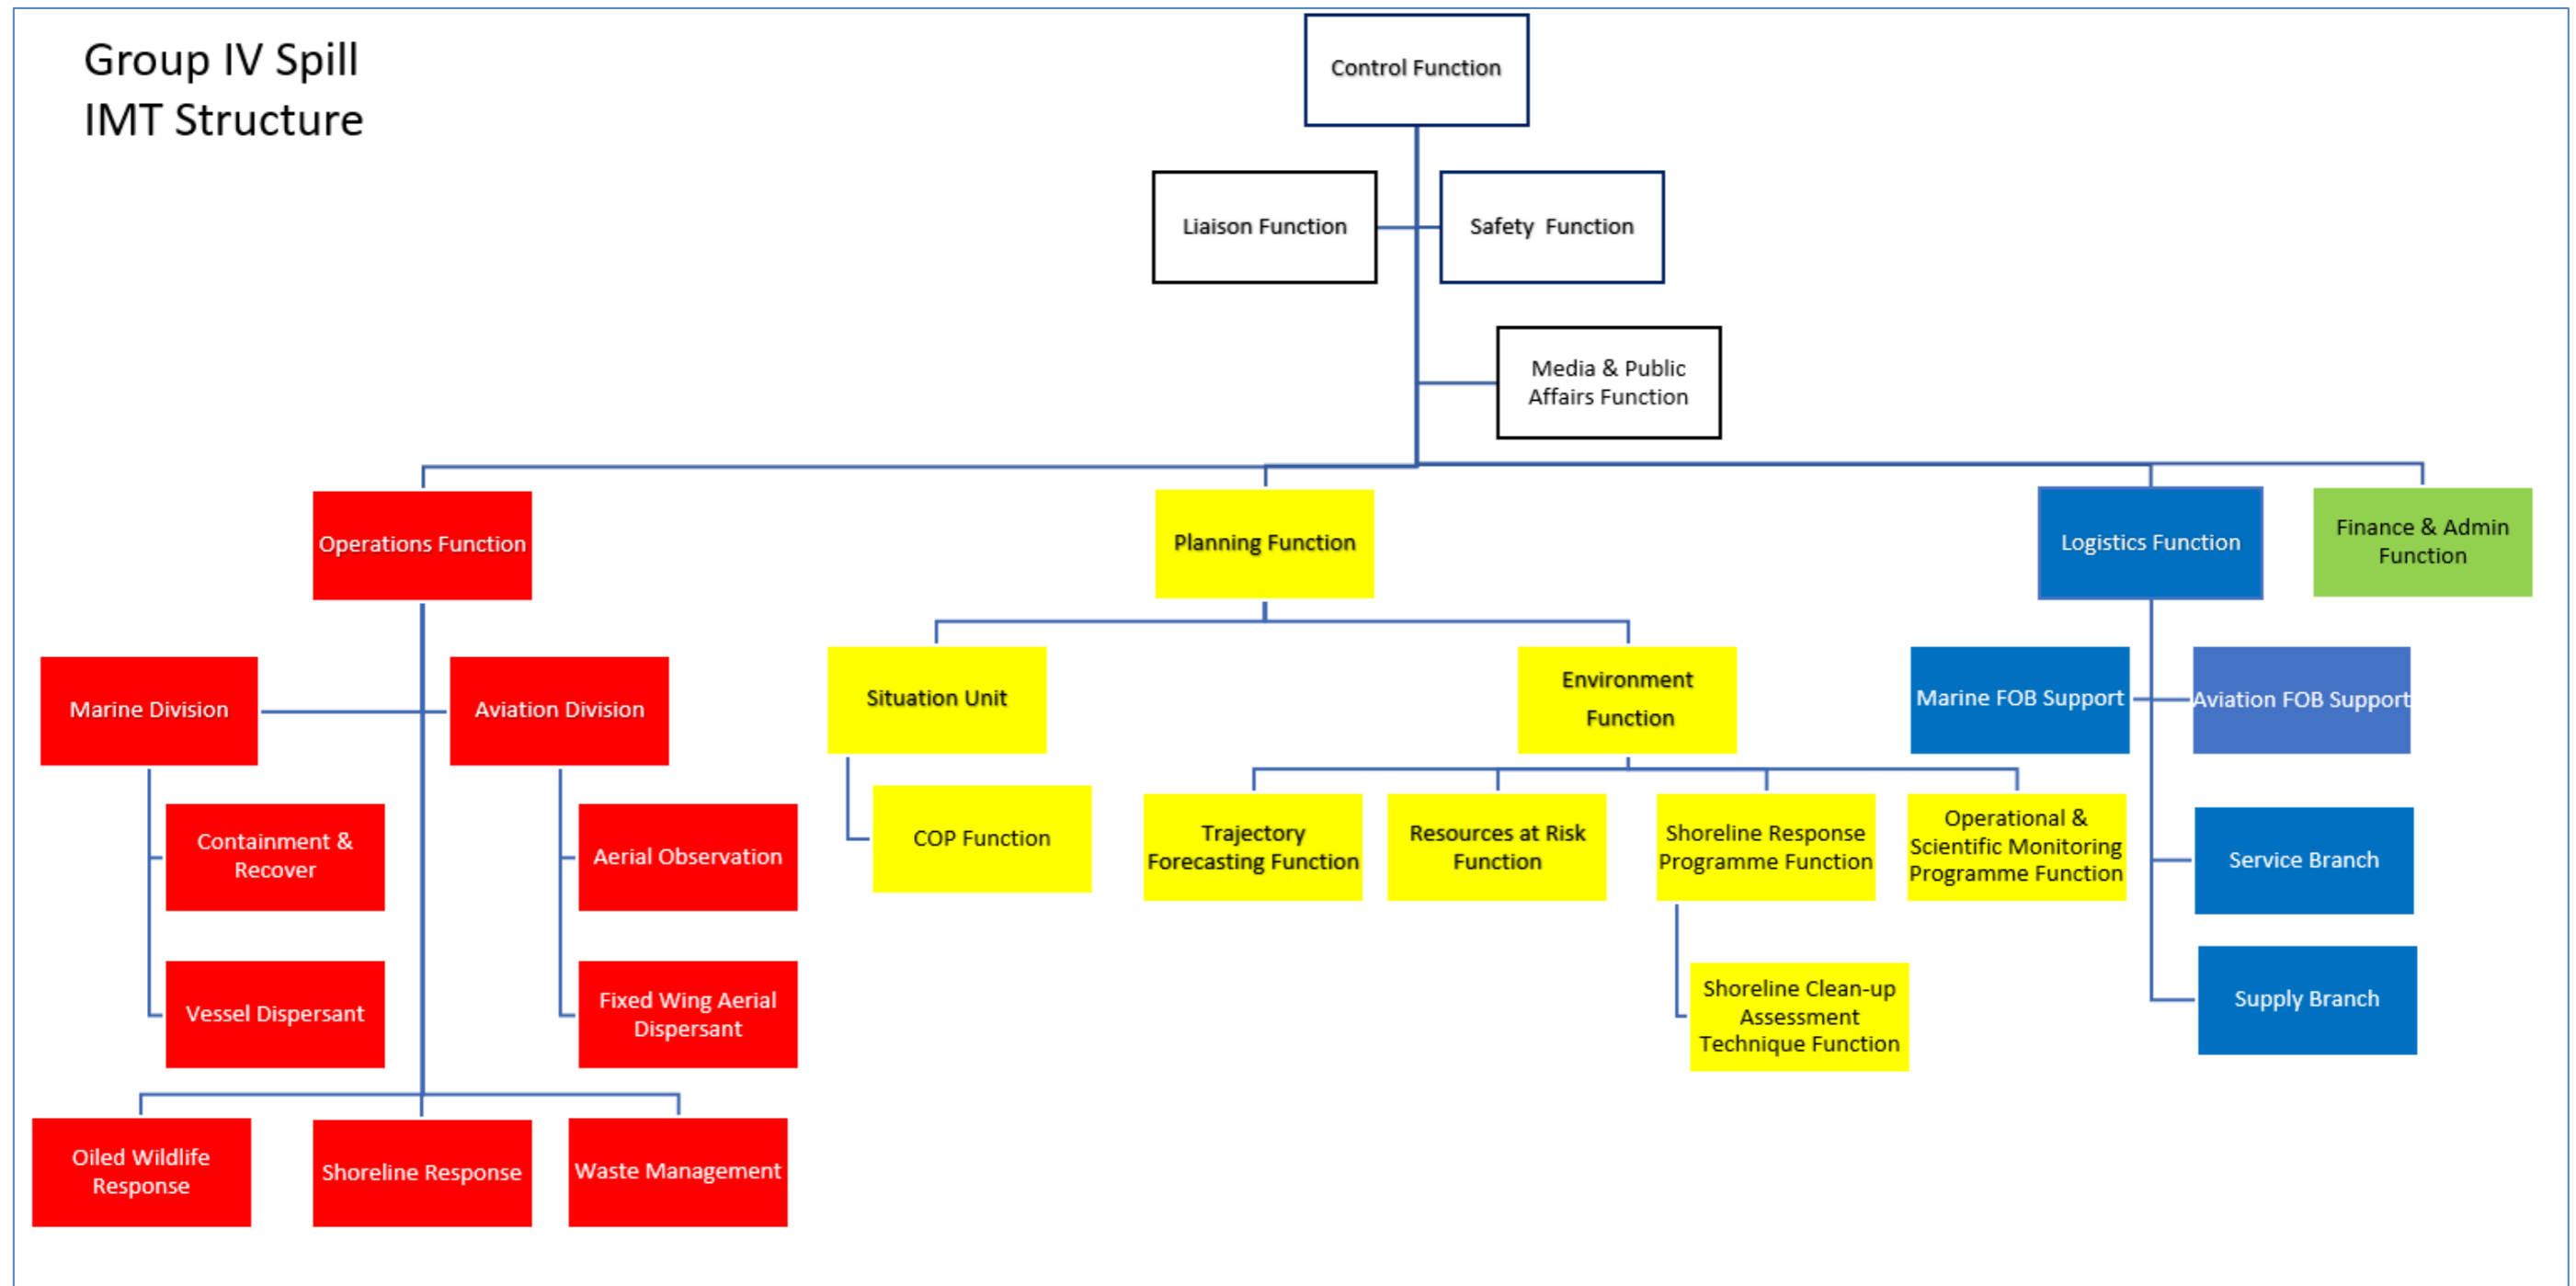 Group IV Spill
IMT Structure
Control Function
Liaison Function
Safety  Function
Media & Public
Affairs Function
Operations Function
Planning Function
Logistics Function
Finance & Admin
Function
Marine Division
Aviation Division
Situation Unit
Environment
Function
Marine FOB Support
Aviation FOB Support
Containment &
Recover
Aerial Observation
COP Function
Trajectory
Forecasting Function
Resources at Risk
Function
Shoreline Response
Programme Function
Operational &
Scientific Monitoring
Programme Function
Service Branch
Vessel Dispersant
Fixed Wing Aerial
Dispersant
Shoreline Clean-up
Assessment
Technique Function
Supply Branch
Oiled Wildlife
Response
Shoreline Response
Waste Management